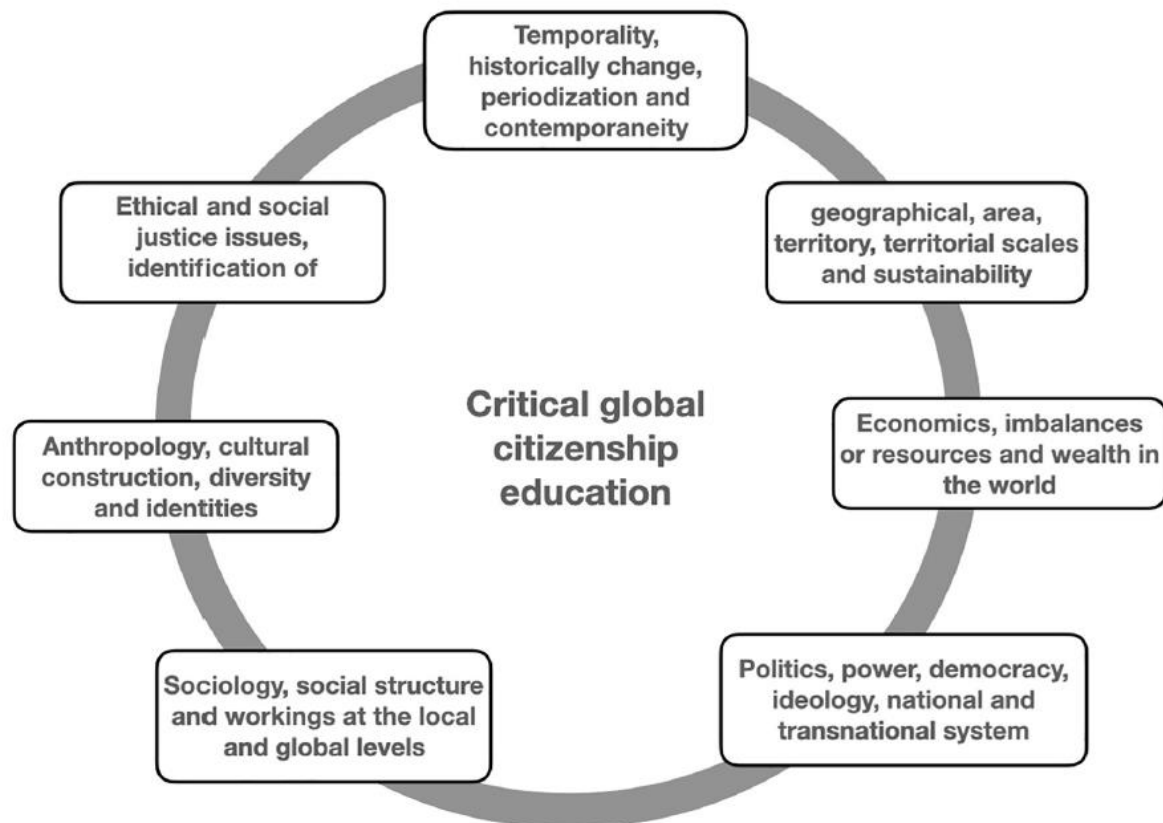 Temporality,
historically change,
periodization and
contemporaneity
geographical, area,
territory, territorial scales
and sustainability
Economics, imbalances
or resources and wealth in
the world
Politics, power, democracy,
ideology, national and
transnational system
Sociology, social structure
and workings at the local
and global levels
Anthropology, cultural
construction, diversity
and identities
Ethical and social
justice issues,
identification of
Critical global
citizenship
education